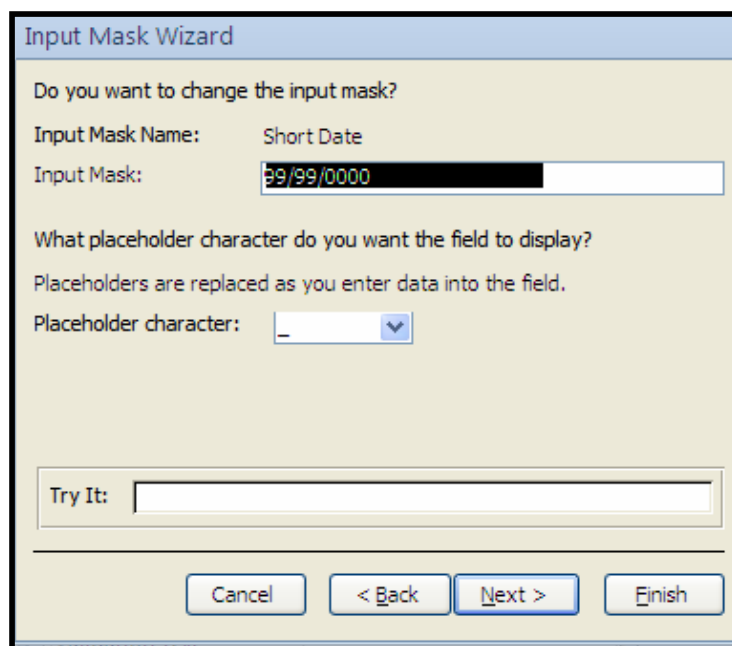 Input Mask Wizard
Do you want to change the input mask?
Input Mask Name: Short Date
Input Mask: 99/99/0000
What placeholder character do you want the field to display?
Placeholders are replaced as you enter data into the field.
Placeholder character: _
Try It:
Cancel < Back Next > Finish